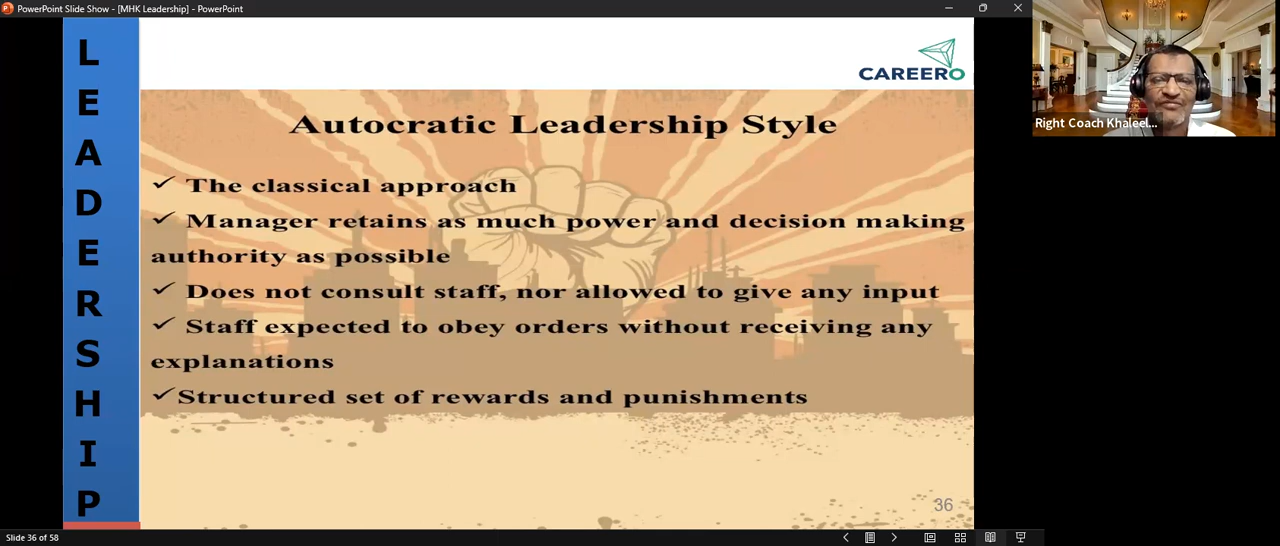 PowerPoint Slide Show - [MHK Leadership] - PowerPoint
LEADERSHIP
CAREERO
Autocratic Leadership Style
✓ The classical approach
✓ Manager retains as much power and decision making
authority as possible
✓ Does not consult staff, nor allowed to give any input
✓ Staff expected to obey orders without receiving any
explanations
✓Structured set of rewards and punishments
36
Right Coach Khaleel...
Slide 36 of 58